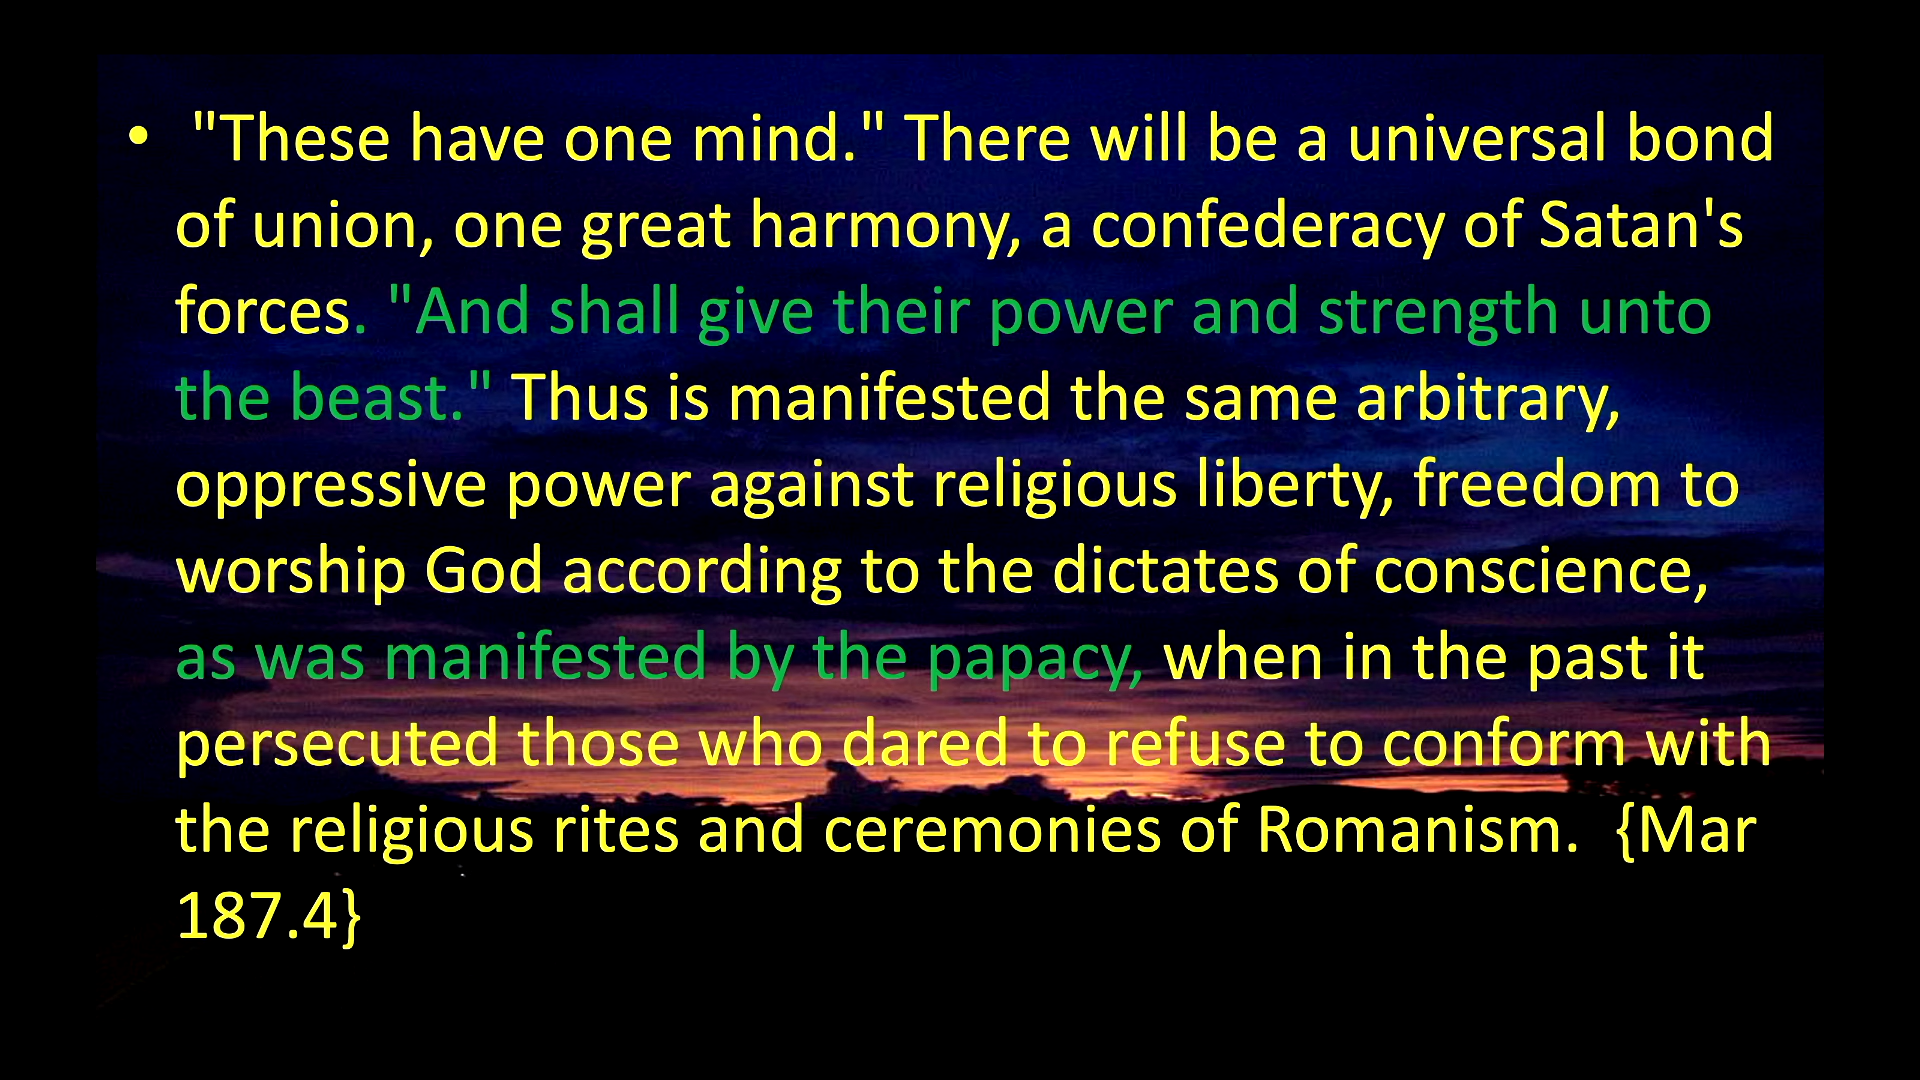 • "These have one mind." There will be a universal bond
of union, one great harmony, a confederacy of Satan's
forces. "And shall give their power and strength unto
the beast." Thus is manifested the same arbitrary,
oppressive power against religious liberty, freedom to
worship God according to the dictates of conscience,
as was manifested by the papacy, when in the past it
persecuted those who dared to refuse to conform with
the religious rites and ceremonies of Romanism.  {Mar
187.4}